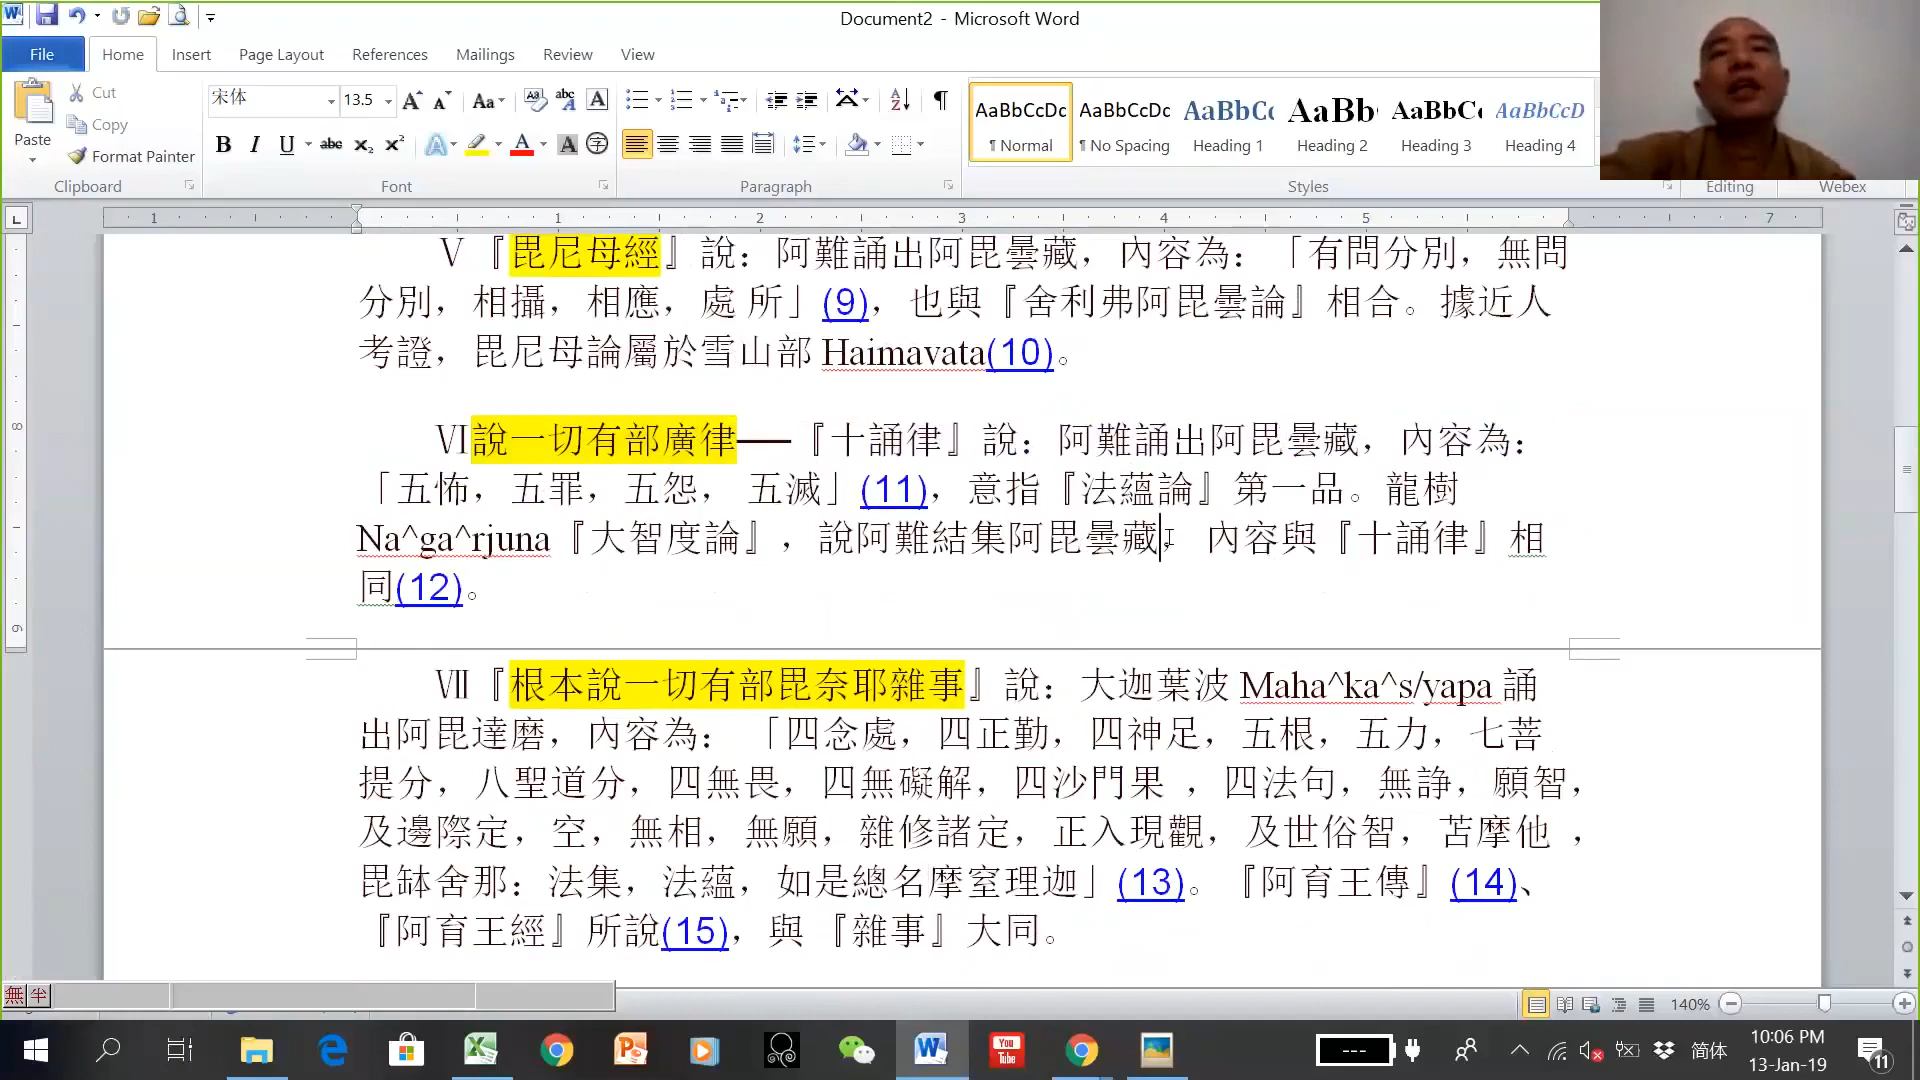 Document2 - Microsoft Word
File Home Insert Page Layout References Mailings Review View
Paste
Cut
Copy
Format Painter
Clipboard
宋体 13.5
Font
Paragraph
AaBbCcDc AaBbCcDc AaBbCc AaBb AaBbC AaBbCcD
¶ Normal ¶ No Spacing Heading 1 Heading 2 Heading 3 Heading 4
Styles
Editing
Webex
1 1 2 3 4 5 7
Ⅴ『毘尼母經』說：阿難誦出阿毘曇藏，內容為：「有問分別，無問
分別，相攝，相應，處 所」(9)，也與『舍利弗阿毘曇論』相合。據近人
考證，毘尼母論屬於雪山部 Haimavata(10)。
Ⅵ說一切有部廣律──『十誦律』說：阿難誦出阿毘曇藏，內容為：
「五怖，五罪，五怨， 五滅」(11)，意指『法蘊論』第一品。龍樹
Na^ga^rjuna『大智度論』，說阿難結集阿毘曇藏， 內容與『十誦律』相
同(12)。
Ⅶ『根本說一切有部毘奈耶雜事』說：大迦葉波 Maha^ka^s/yapa 誦
出阿毘達磨，內容為： 「四念處，四正勤，四神足，五根，五力，七菩
提分，八聖道分，四無畏，四無礙解，四沙門果 ，四法句，無諍，願智，
及邊際定，空，無相，無願，雜修諸定，正入現觀，及世俗智，苫摩他 ，
毘缽舍那：法集，法蘊，如是總名摩窒理迦」(13)。『阿育王傳』(14)、
『阿育王經』所說(15)，與 『雜事』大同。
無 半
140%
You Tube
---
简体
10:06 PM
13-Jan-19
11